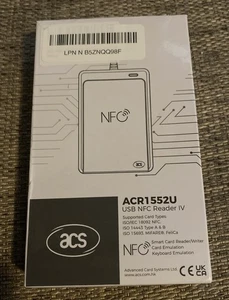 LPN N B5ZNQQ98F
NFC
ACS
ACR1552U
USB NFC Reader IV
Supported Card Types:
ISO/IEC 18092 NFC,
ISO 14443 Type A & B
ISO 15693, MIFARE®, FeliCa
acs
NFC
Smart Card Reader/Writer
Card Emulation
Keyboard Emulation
Advanced Card Systems Ltd.
www.acs.com.hk
CE
UK
CA